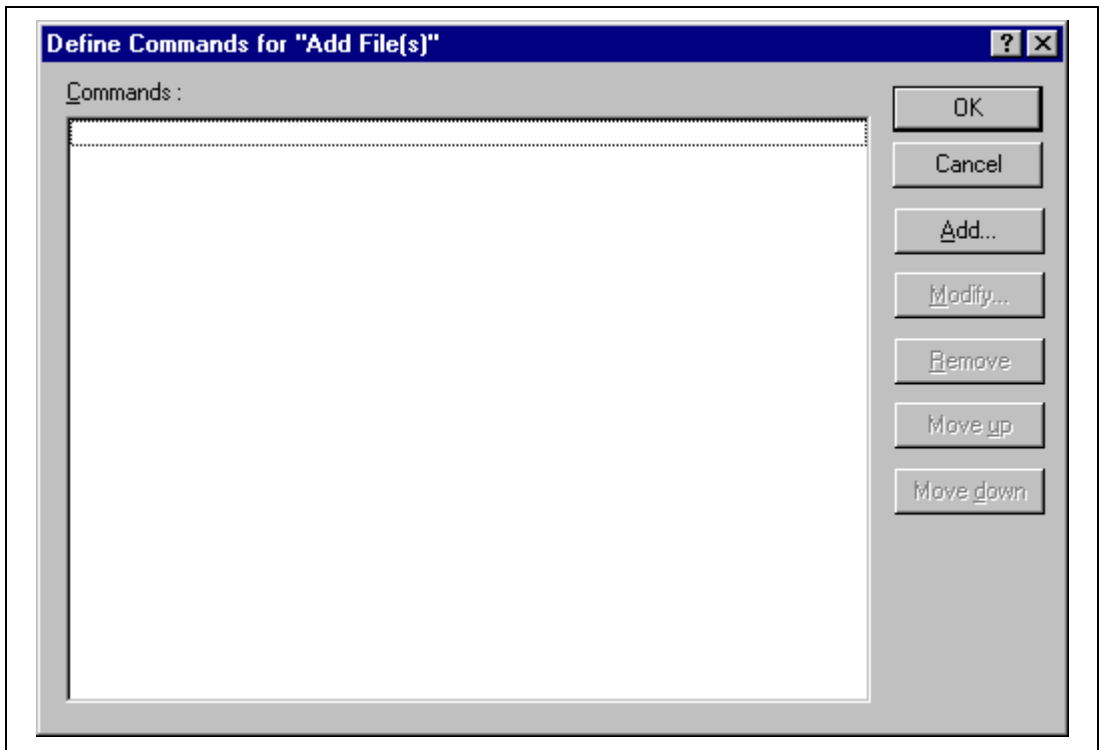 Define Commands for "Add File(s)"
Commands :
OK
Cancel
Add...
Modify...
Remove
Move up
Move down